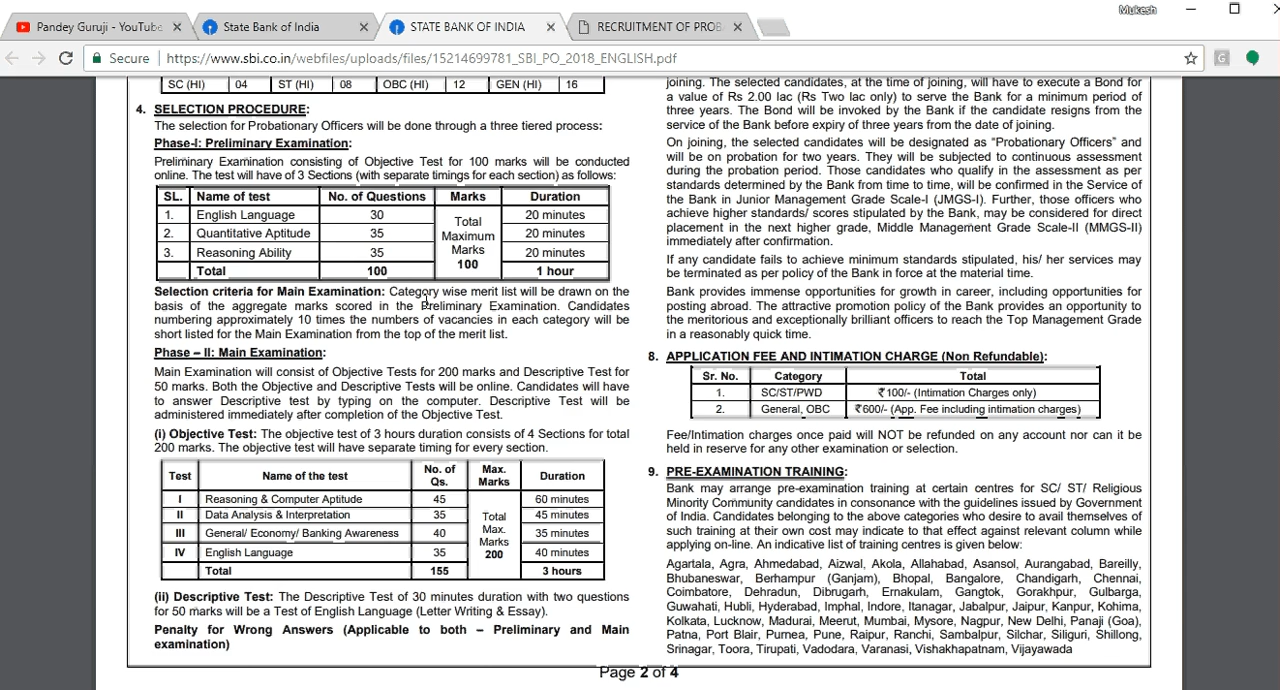 Mukesh
Pandey Guruji - YouTube
State Bank of India
STATE BANK OF INDIA
RECRUITMENT OF PROB
Secure
https://www.sbi.co.in/webfiles/uploads/files/15214699781_SBI_PO_2018_ENGLISH.pdf
SC (HI) 04 ST (HI) 08 OBC (HI) 12 GEN (HI) 16
4. SELECTION PROCEDURE:
The selection for Probationary Officers will be done through a three tiered process:
Phase-I: Preliminary Examination:
Preliminary Examination consisting of Objective Test for 100 marks will be conducted
online. The test will have of 3 Sections (with separate timings for each section) as follows:
SL. Name of test No. of Questions Marks Duration
1. English Language 30 20 minutes
2. Quantitative Aptitude 35 20 minutes
3. Reasoning Ability 35 20 minutes
Total 100 1 hour
Total
Maximum
Marks
100
Selection criteria for Main Examination: Category wise merit list will be drawn on the
basis of the aggregate marks scored in the Preliminary Examination. Candidates
numbering approximately 10 times the numbers of vacancies in each category will be
short listed for the Main Examination from the top of the merit list.
Phase – II: Main Examination:
Main Examination will consist of Objective Tests for 200 marks and Descriptive Test for
50 marks. Both the Objective and Descriptive Tests will be online. Candidates will have
to answer Descriptive test by typing on the computer. Descriptive Test will be
administered immediately after completion of the Objective Test.
(i) Objective Test: The objective test of 3 hours duration consists of 4 Sections for total
200 marks. The objective test will have separate timing for every section.
Test Name of the test No. of Qs. Max. Marks Duration
I Reasoning & Computer Aptitude 45 60 minutes
II Data Analysis & Interpretation 35 45 minutes
III General/ Economy/ Banking Awareness 40 35 minutes
IV English Language 35 40 minutes
Total 155 3 hours
Total
Max.
Marks
200
(ii) Descriptive Test: The Descriptive Test of 30 minutes duration with two questions
for 50 marks will be a Test of English Language (Letter Writing & Essay).
Penalty for Wrong Answers (Applicable to both – Preliminary and Main
examination)
joining. The selected candidates, at the time of joining, will have to execute a Bond for
a value of Rs 2.00 lac (Rs Two lac only) to serve the Bank for a minimum period of
three years. The Bond will be invoked by the Bank if the candidate resigns from the
service of the Bank before expiry of three years from the date of joining.
On joining, the selected candidates will be designated as “Probationary Officers” and
will be on probation for two years. They will be subjected to continuous assessment
during the probation period. Those candidates who qualify in the assessment as per
standards determined by the Bank from time to time, will be confirmed in the Service of
the Bank in Junior Management Grade Scale-I (JMGS-I). Further, those officers who
achieve higher standards/ scores stipulated by the Bank, may be considered for direct
placement in the next higher grade, Middle Management Grade Scale-II (MMGS-II)
immediately after confirmation.
If any candidate fails to achieve minimum standards stipulated, his/ her services may
be terminated as per policy of the Bank in force at the material time.
Bank provides immense opportunities for growth in career, including opportunities for
posting abroad. The attractive promotion policy of the Bank provides an opportunity to
the meritorious and exceptionally brilliant officers to reach the Top Management Grade
in a reasonably quick time.
8. APPLICATION FEE AND INTIMATION CHARGE (Non Refundable):
Sr. No. Category Total
1. SC/ST/PWD ₹100/- (Intimation Charges only)
2. General, OBC ₹600/- (App. Fee including intimation charges)
Fee/Intimation charges once paid will NOT be refunded on any account nor can it be
held in reserve for any other examination or selection.
9. PRE-EXAMINATION TRAINING:
Bank may arrange pre-examination training at certain centres for SC/ ST/ Religious
Minority Community candidates in consonance with the guidelines issued by Government
of India. Candidates belonging to the above categories who desire to avail themselves of
such training at their own cost may indicate to that effect against relevant column while
applying on-line. An indicative list of training centres is given below:
Agartala, Agra, Ahmedabad, Aizwal, Akola, Allahabad, Asansol, Aurangabad, Bareilly,
Bhubaneswar, Berhampur (Ganjam), Bhopal, Bangalore, Chandigarh, Chennai,
Coimbatore, Dehradun, Dibrugarh, Ernakulam, Gangtok, Gorakhpur, Gulbarga,
Guwahati, Hubli, Hyderabad, Imphal, Indore, Itanagar, Jabalpur, Jaipur, Kanpur, Kohima,
Kolkata, Lucknow, Madurai, Meerut, Mumbai, Mysore, Nagpur, New Delhi, Panaji (Goa),
Patna, Port Blair, Purnea, Pune, Raipur, Ranchi, Sambalpur, Silchar, Siliguri, Shillong,
Srinagar, Toora, Tirupati, Vadodara, Varanasi, Vishakhapatnam, Vijayawada
Page 2 of 4